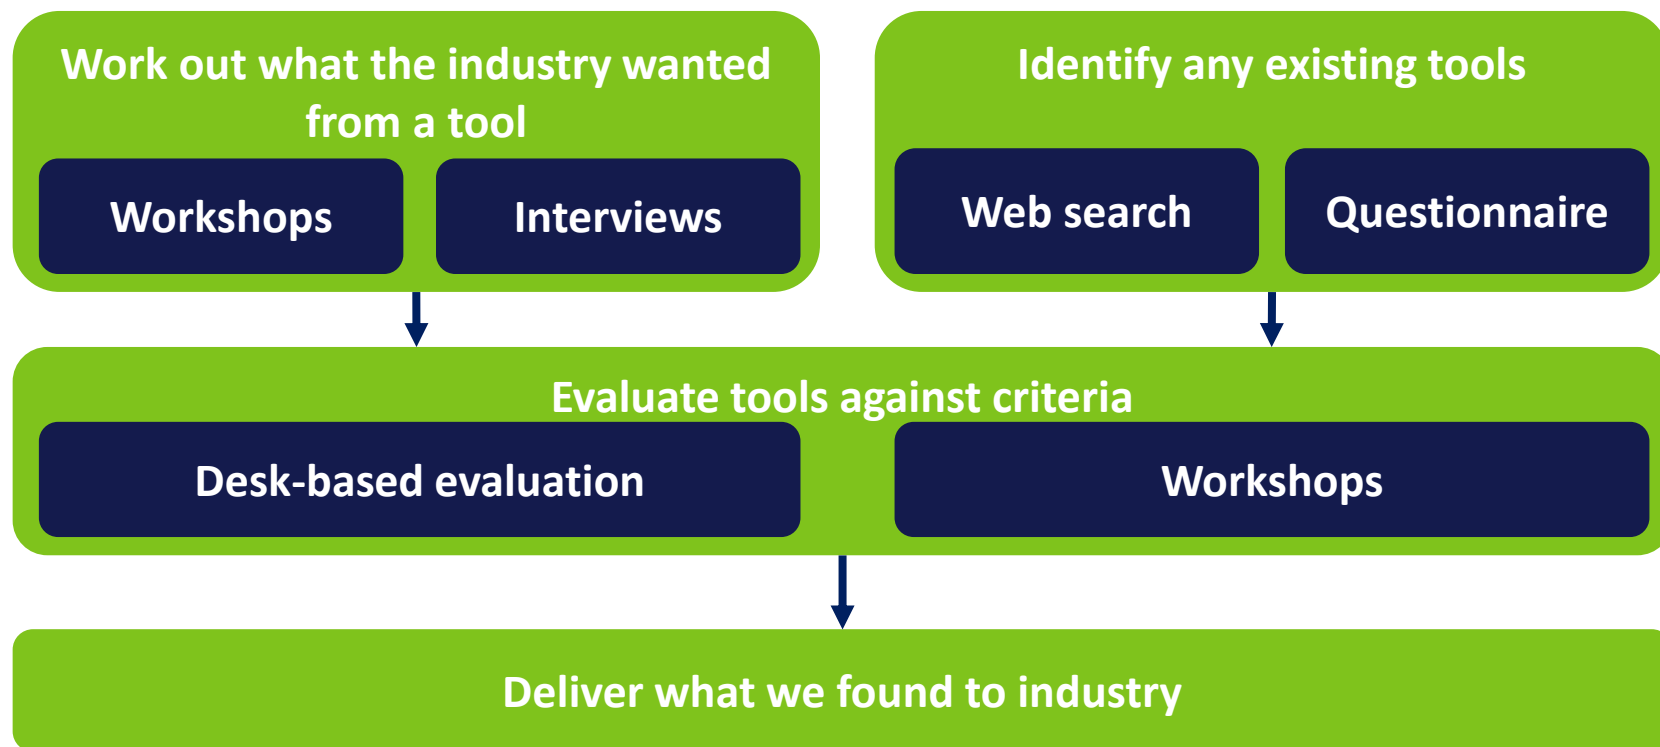 Work out what the industry wanted
from a tool
Workshops
Interviews
Identify any existing tools
Web search
Questionnaire
Evaluate tools against criteria
Desk-based evaluation
Workshops
Deliver what we found to industry